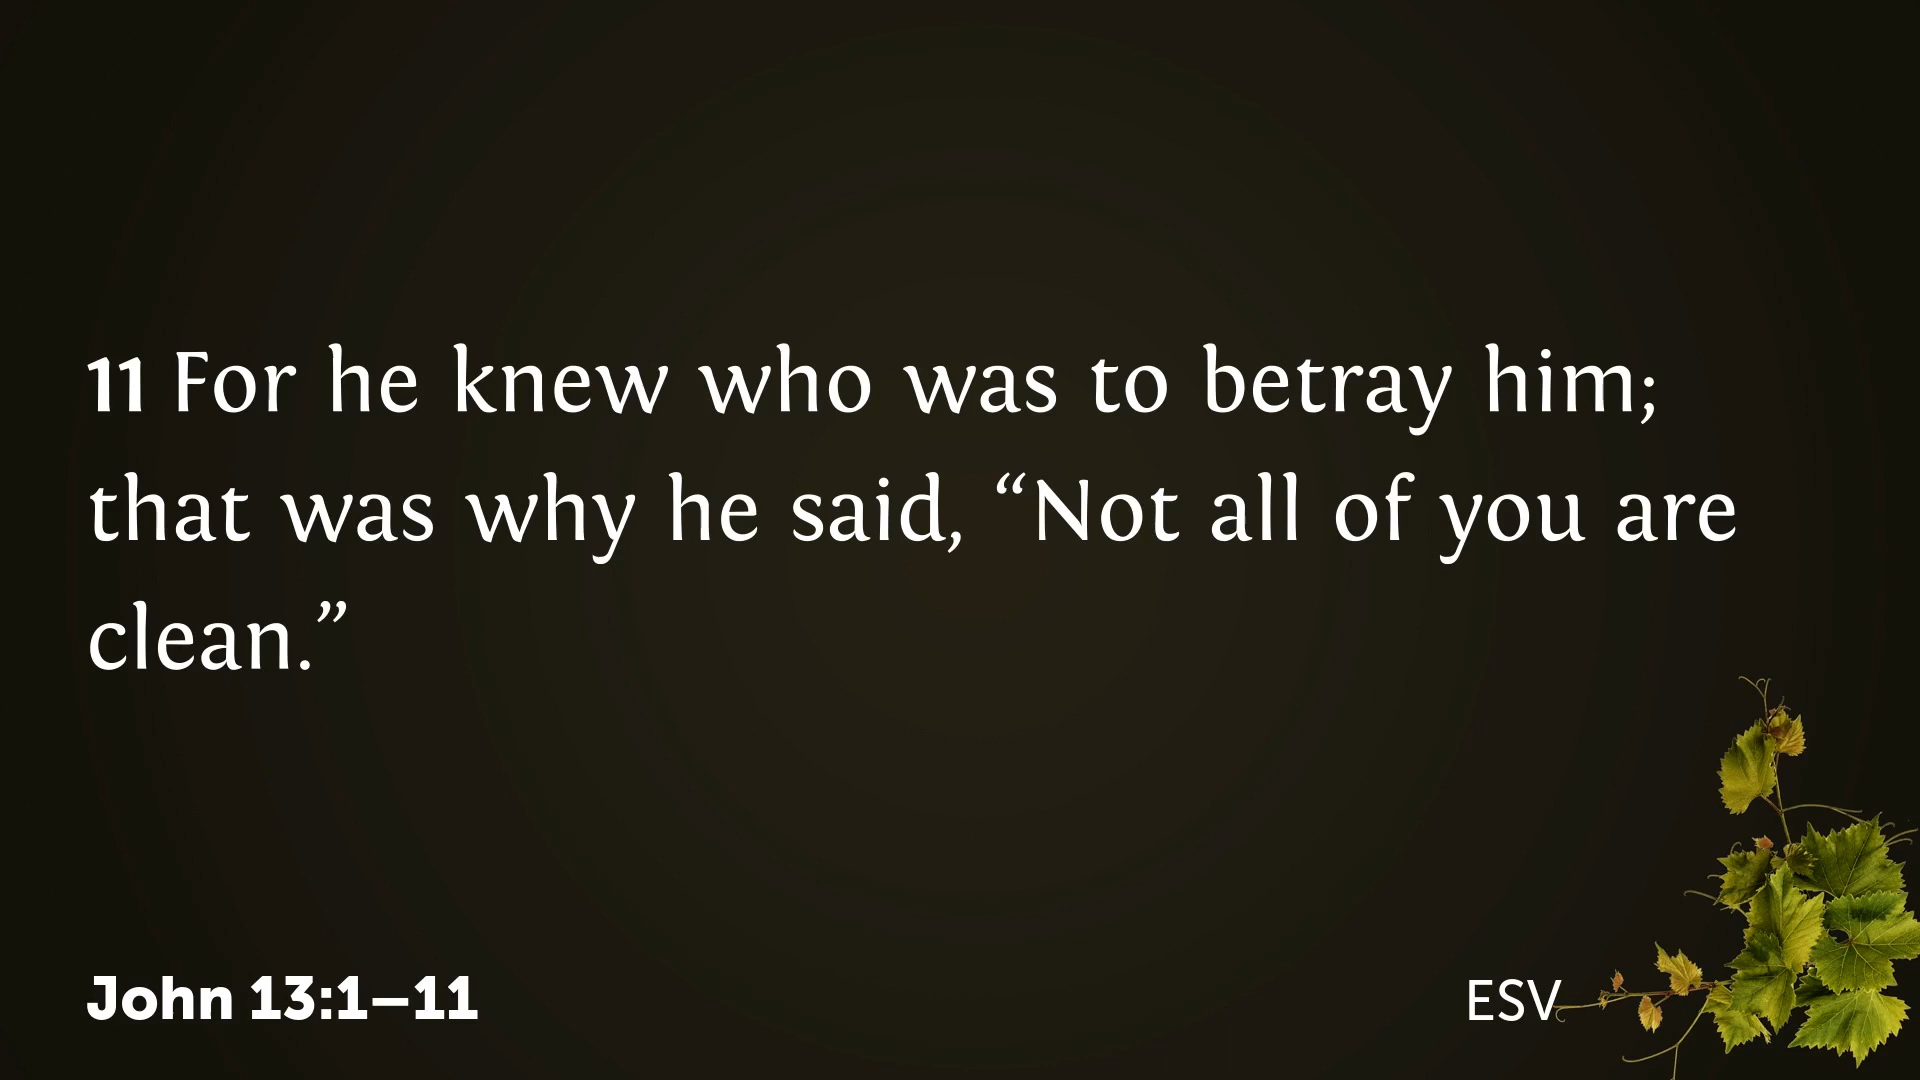 11 For he knew who was to betray him;
that was why he said, “Not all of you are
clean.”
John 13:1–11
ESV